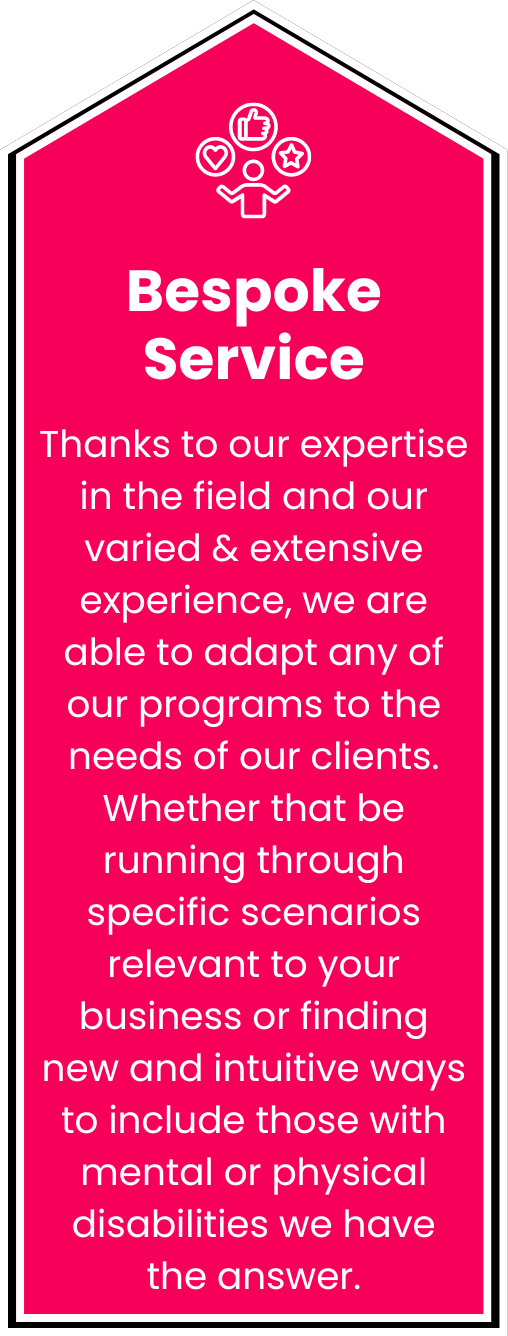 Bespoke
Service
Thanks to our expertise
in the field and our
varied & extensive
experience, we are
able to adapt any of
our programs to the
needs of our clients.
Whether that be
running through
specific scenarios
relevant to your
business or finding
new and intuitive ways
to include those with
mental or physical
disabilities we have
the answer.